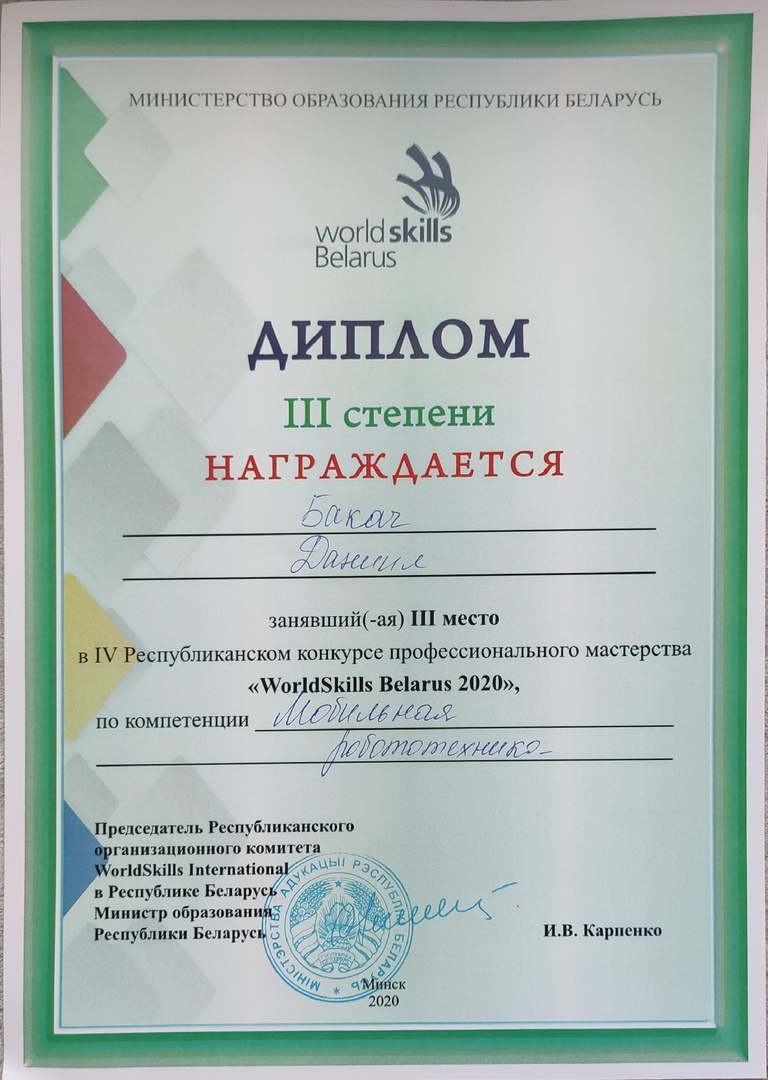 МИНИСТЕРСТВО ОБРАЗОВАНИЯ РЕСПУБЛИКИ БЕЛАРУСЬ
world skills
Belarus
ДИПЛОМ
III степени
НАГРАЖДАЕТСЯ
Бакач
Даниил
занявший(-ая) III место
в IV Республиканском конкурсе профессионального мастерства
«WorldSkills Belarus 2020»,
по компетенции Мобильная
робототехника
Председатель Республиканского
организационного комитета
WorldSkills International
в Республике Беларусь
Министр образования
Республики Беларусь
И.В. Карпенко
МІНІСТЭРСТВА АДУКАЦЫІ РЭСПУБЛІКІ БЕЛАРУСЬ
Минск
2020